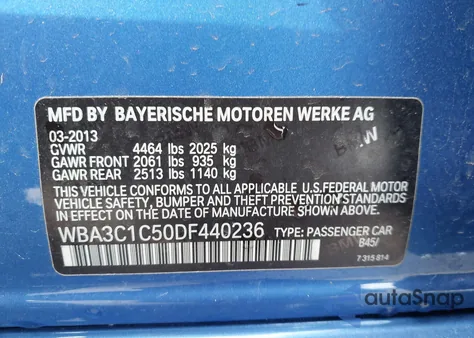 MFD BY BAYERISCHE MOTOREN WERKE AG
03-2013
GVWR 4464 lbs 2025 kg
GAWR FRONT 2061 lbs 935 kg
GAWR REAR 2513 lbs 1140 kg
THIS VEHICLE CONFORMS TO ALL APPLICABLE U.S.FEDERAL MOTOR
VEHICLE SAFETY, BUMPER AND THEFT PREVENTION STANDARDS
IN EFFECT ON THE DATE OF MANUFACTURE SHOWN ABOVE.
WBA3C1C50DF440236 TYPE: PASSENGER CAR
B45/
7 315 814
autoSnap